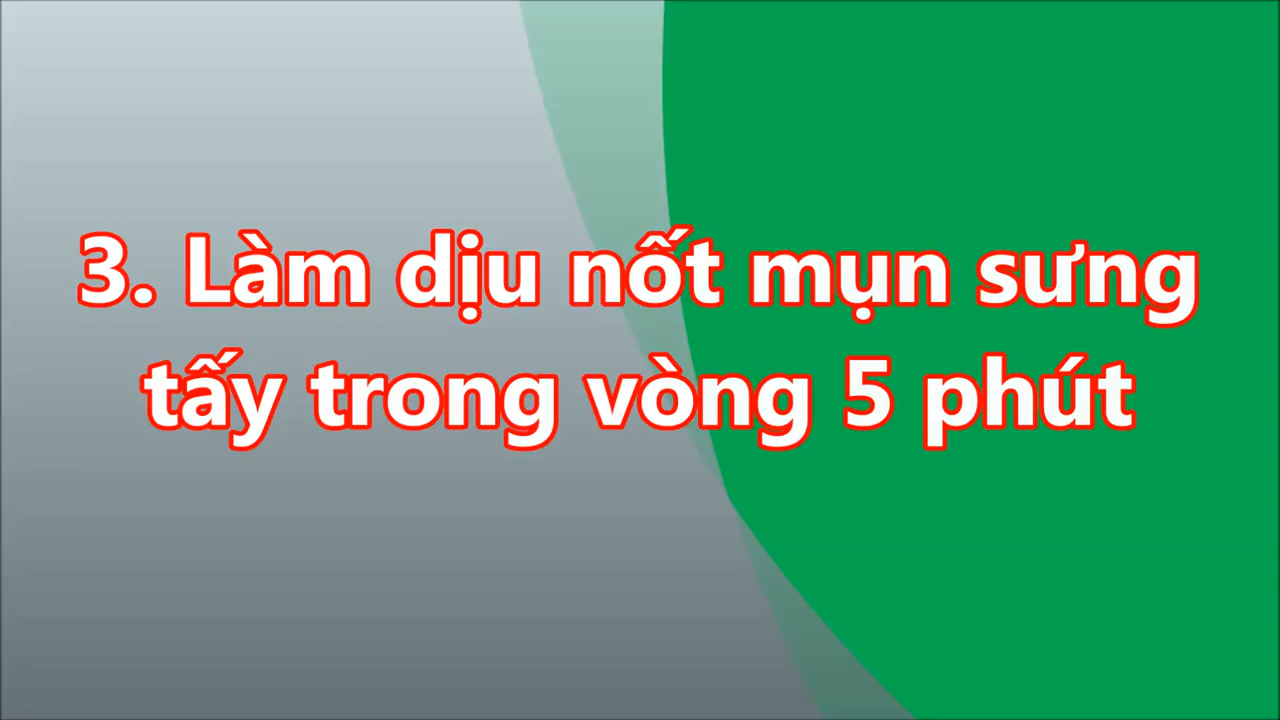 3. Làm dịu nốt mụn sưng
tấy trong vòng 5 phút